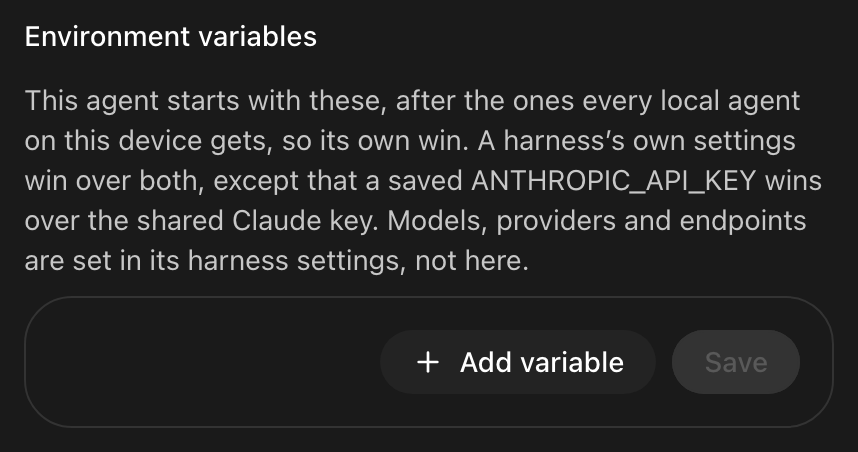 Environment variables
This agent starts with these, after the ones every local agent
on this device gets, so its own win. A harness’s own settings
win over both, except that a saved ANTHROPIC_API_KEY wins
over the shared Claude key. Models, providers and endpoints
are set in its harness settings, not here.
+ Add variable
Save